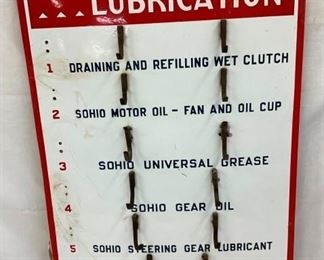 ... LUBRICATION
1 DRAINING AND REFILLING WET CLUTCH
2 SOHIO MOTOR OIL - FAN AND OIL CUP
3 SOHIO UNIVERSAL GREASE
4 SOHIO GEAR OIL
5 SOHIO STEERING GEAR LUBRICANT